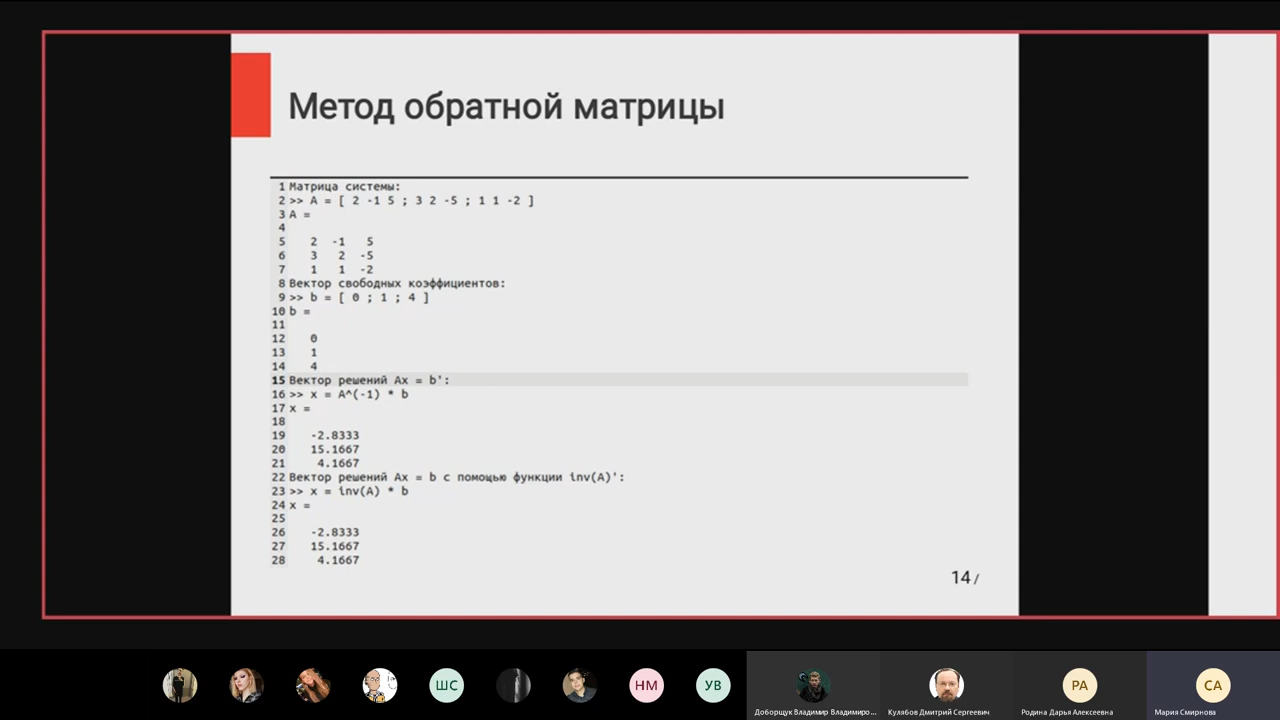 Метод обратной матрицы
1 Матрица системы:
2 >> A = [ 2 -1 5 ; 3 2 -5 ; 1 1 -2 ]
3 A =
4
5 2 -1 5
6 3 2 -5
7 1 1 -2
8 Вектор свободных коэффициентов:
9 >> b = [ 0 ; 1 ; 4 ]
10 b =
11
12 0
13 1
14 4
15 Вектор решений Ax = b':
16 >> x = A^(-1) * b
17 x =
18
19 -2.8333
20 15.1667
21 4.1667
22 Вектор решений Ax = b с помощью функции inv(A)':
23 >> x = inv(A) * b
24 x =
25
26 -2.8333
27 15.1667
28 4.1667
14 /
ШС НМ УВ РА СА
Доборщук Владимир Владимиро... Кулябов Дмитрий Сергеевич Родина Дарья Алексеевна Мария Смирнова